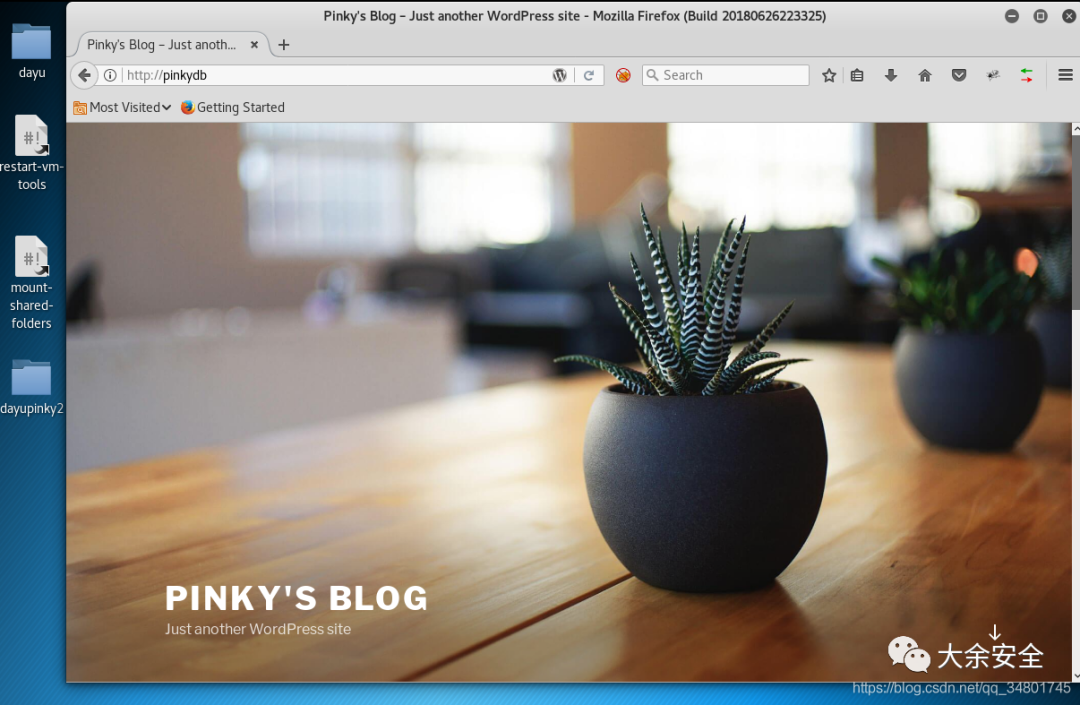 Pinky's Blog – Just another WordPress site - Mozilla Firefox (Build 20180626223325)
Pinky's Blog – Just anoth...
http://pinkydb
Search
Most Visited
Getting Started
dayu
#!
restart-vm-
tools
#!
mount-
shared-
folders
dayupinky2
PINKY'S BLOG
Just another WordPress site
大余安全
https://blog.csdn.net/qq_34801745